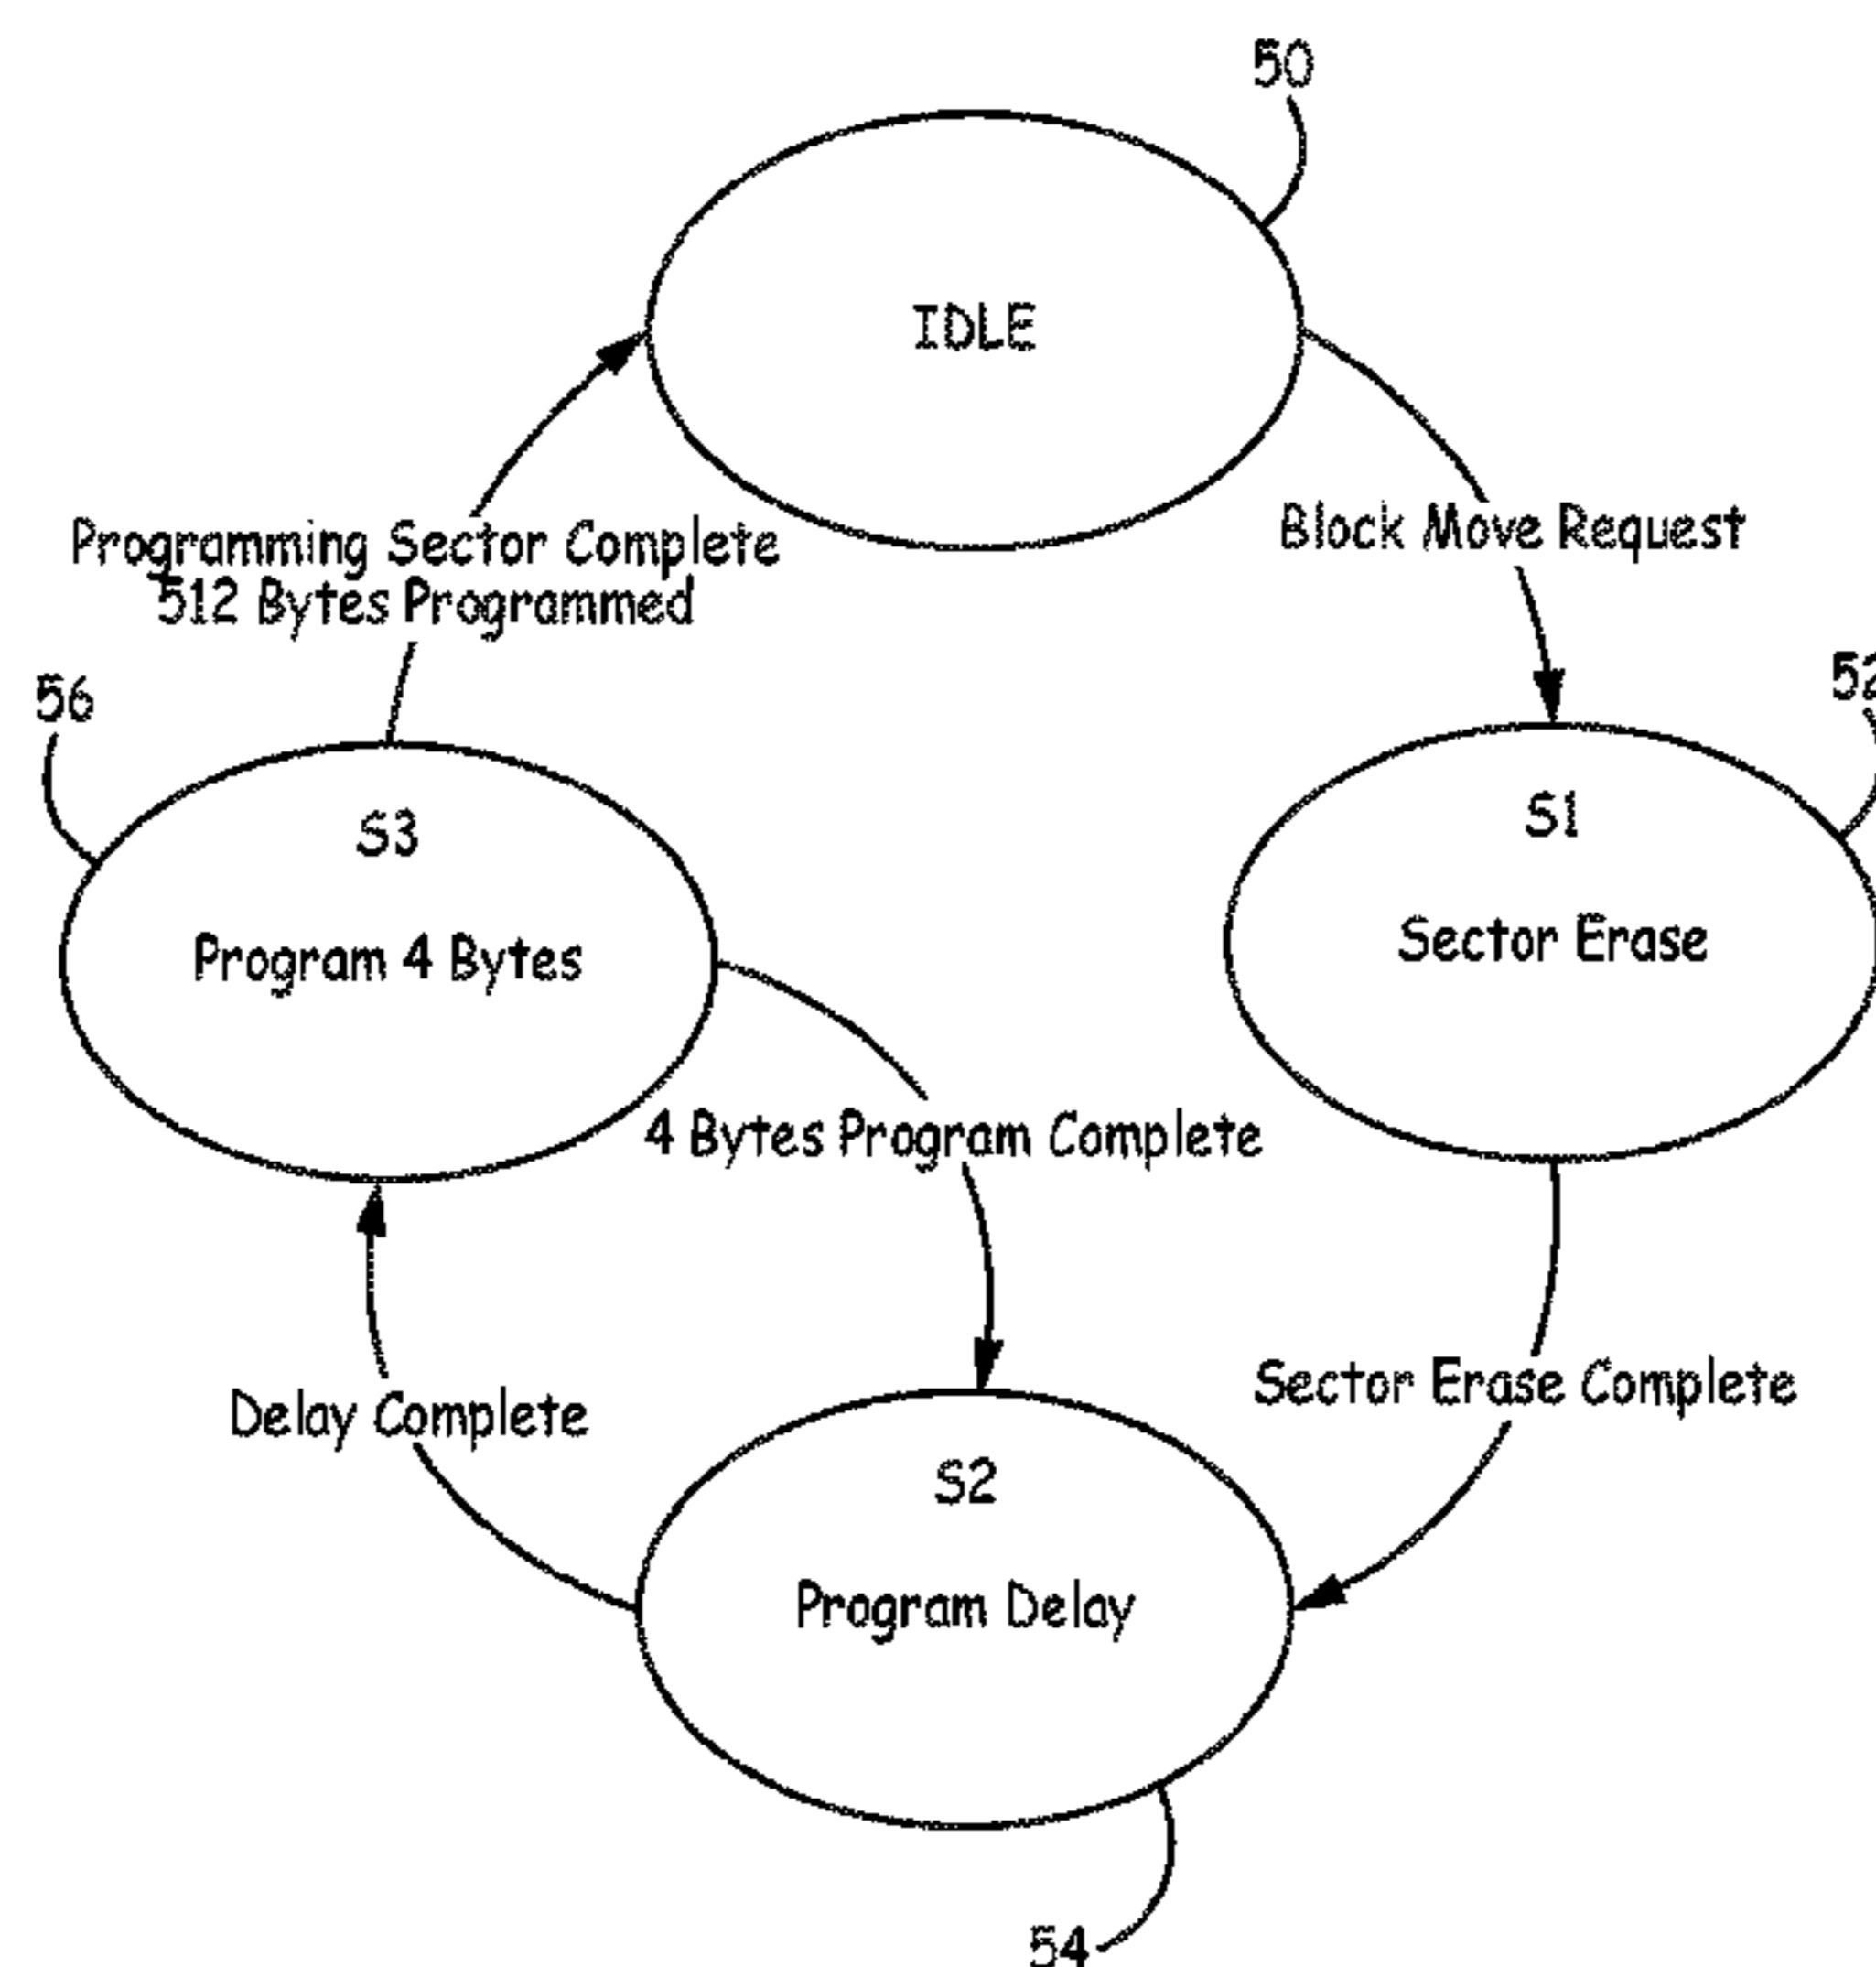 50
IDLE
Block Move Request
Programming Sector Complete
512 Bytes Programmed
52
56
S1
Sector Erase
S3
Program 4 Bytes
4 Bytes Program Complete
Sector Erase Complete
Delay Complete
S2
Program Delay
54